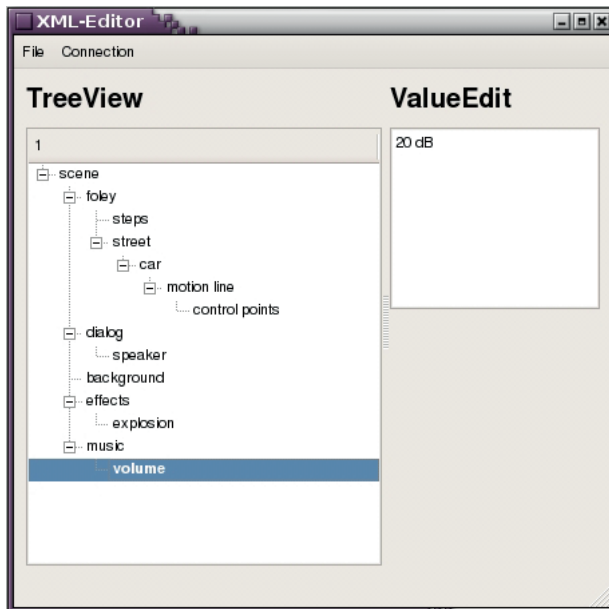 XML-Editor
File Connection
TreeView
ValueEdit
1
20 dB
scene
foley
steps
street
car
motion line
control points
dialog
speaker
background
effects
explosion
music
volume